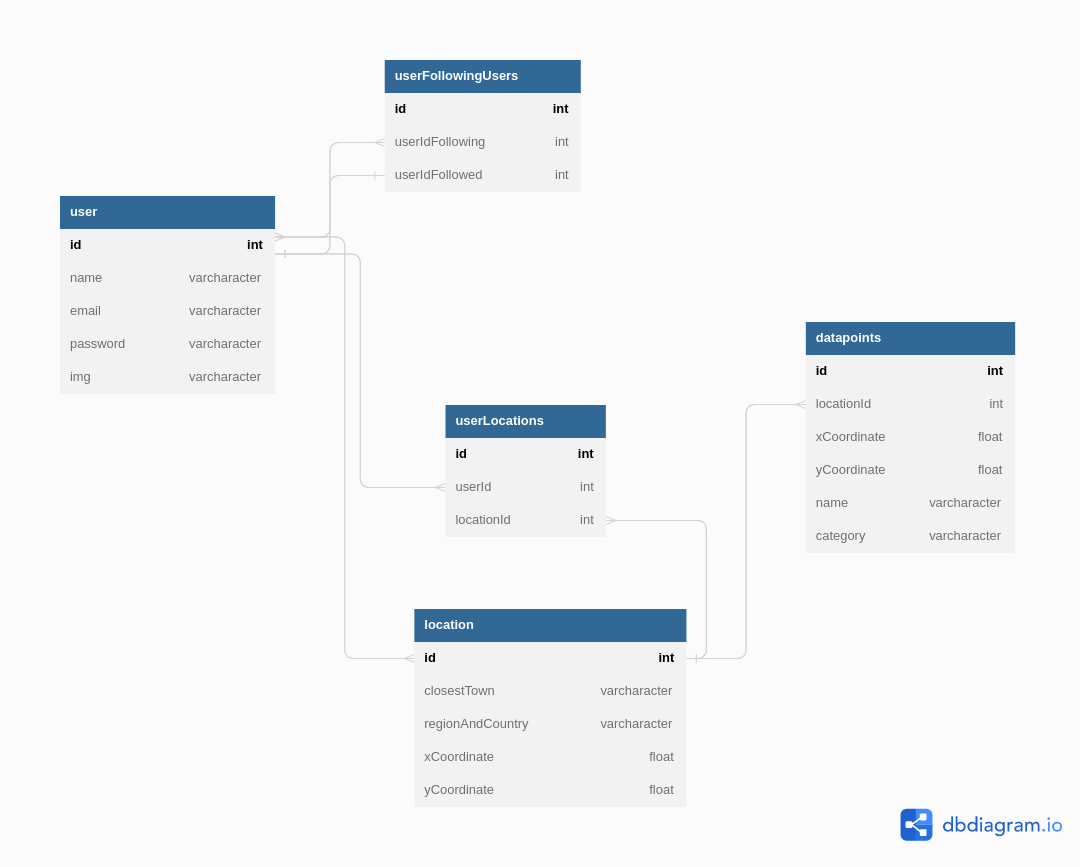 userFollowingUsers
id int
userIdFollowing int
userIdFollowed int
user
id int
name varcharacter
email varcharacter
password varcharacter
img varcharacter
datapoints
id int
locationId int
xCoordinate float
yCoordinate float
name varcharacter
category varcharacter
userLocations
id int
userId int
locationId int
location
id int
closestTown varcharacter
regionAndCountry varcharacter
xCoordinate float
yCoordinate float
dbdiagram.io